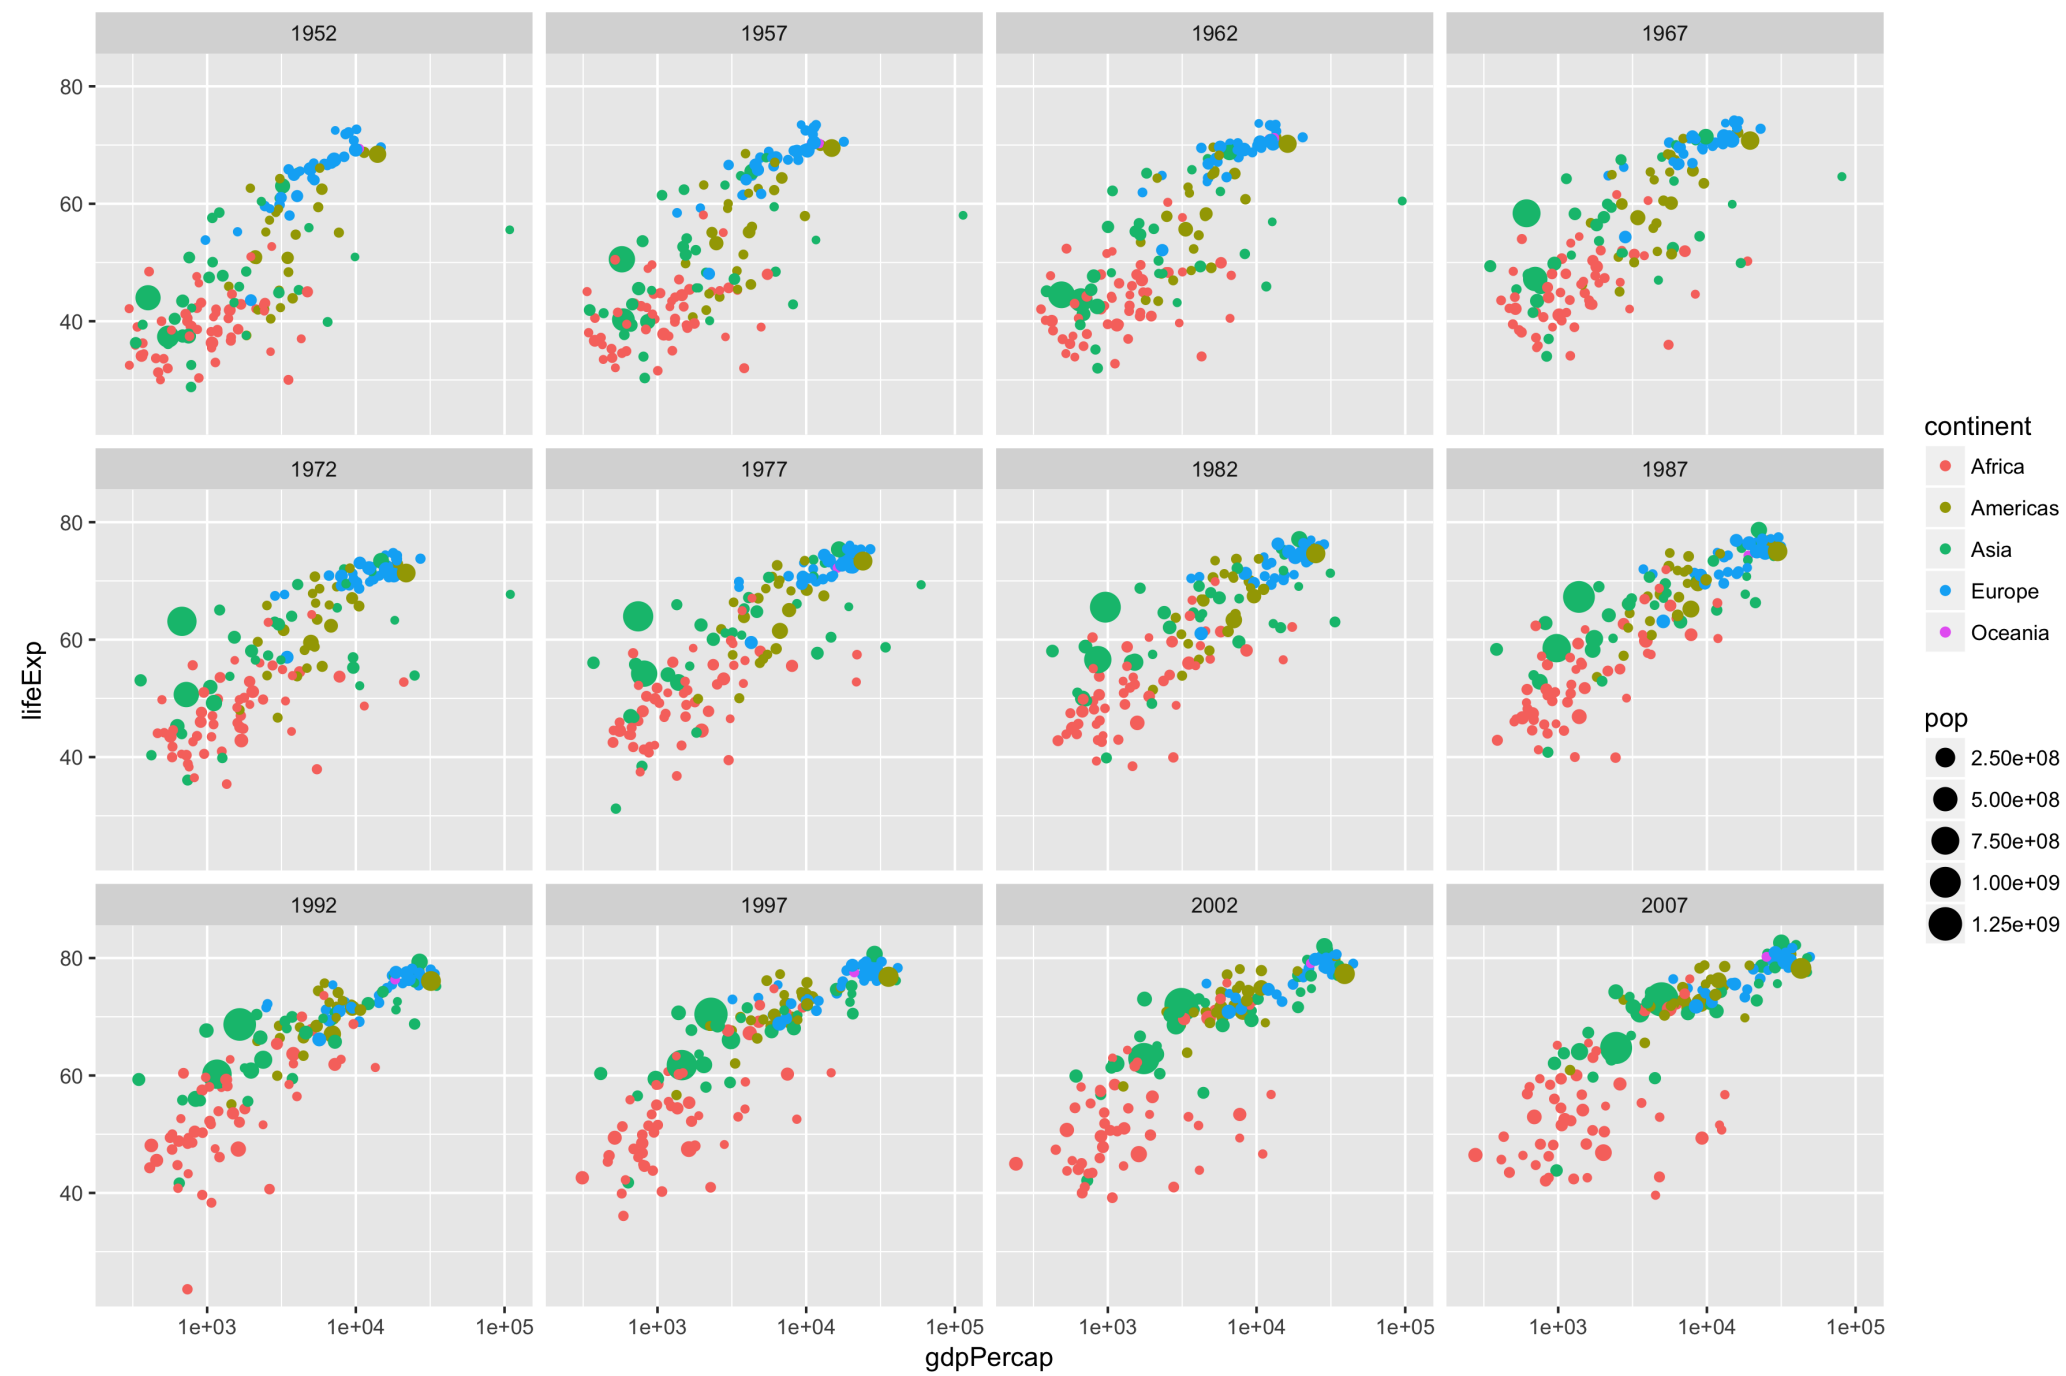 1952 1957 1962 1967
80
60
40
1972 1977 1982 1987
80
60
40
1992 1997 2002 2007
80
60
40
1e+03 1e+04 1e+05 1e+03 1e+04 1e+05 1e+03 1e+04 1e+05 1e+03 1e+04 1e+05
gdpPercap
lifeExp
continent
Africa
Americas
Asia
Europe
Oceania
pop
2.50e+08
5.00e+08
7.50e+08
1.00e+09
1.25e+09